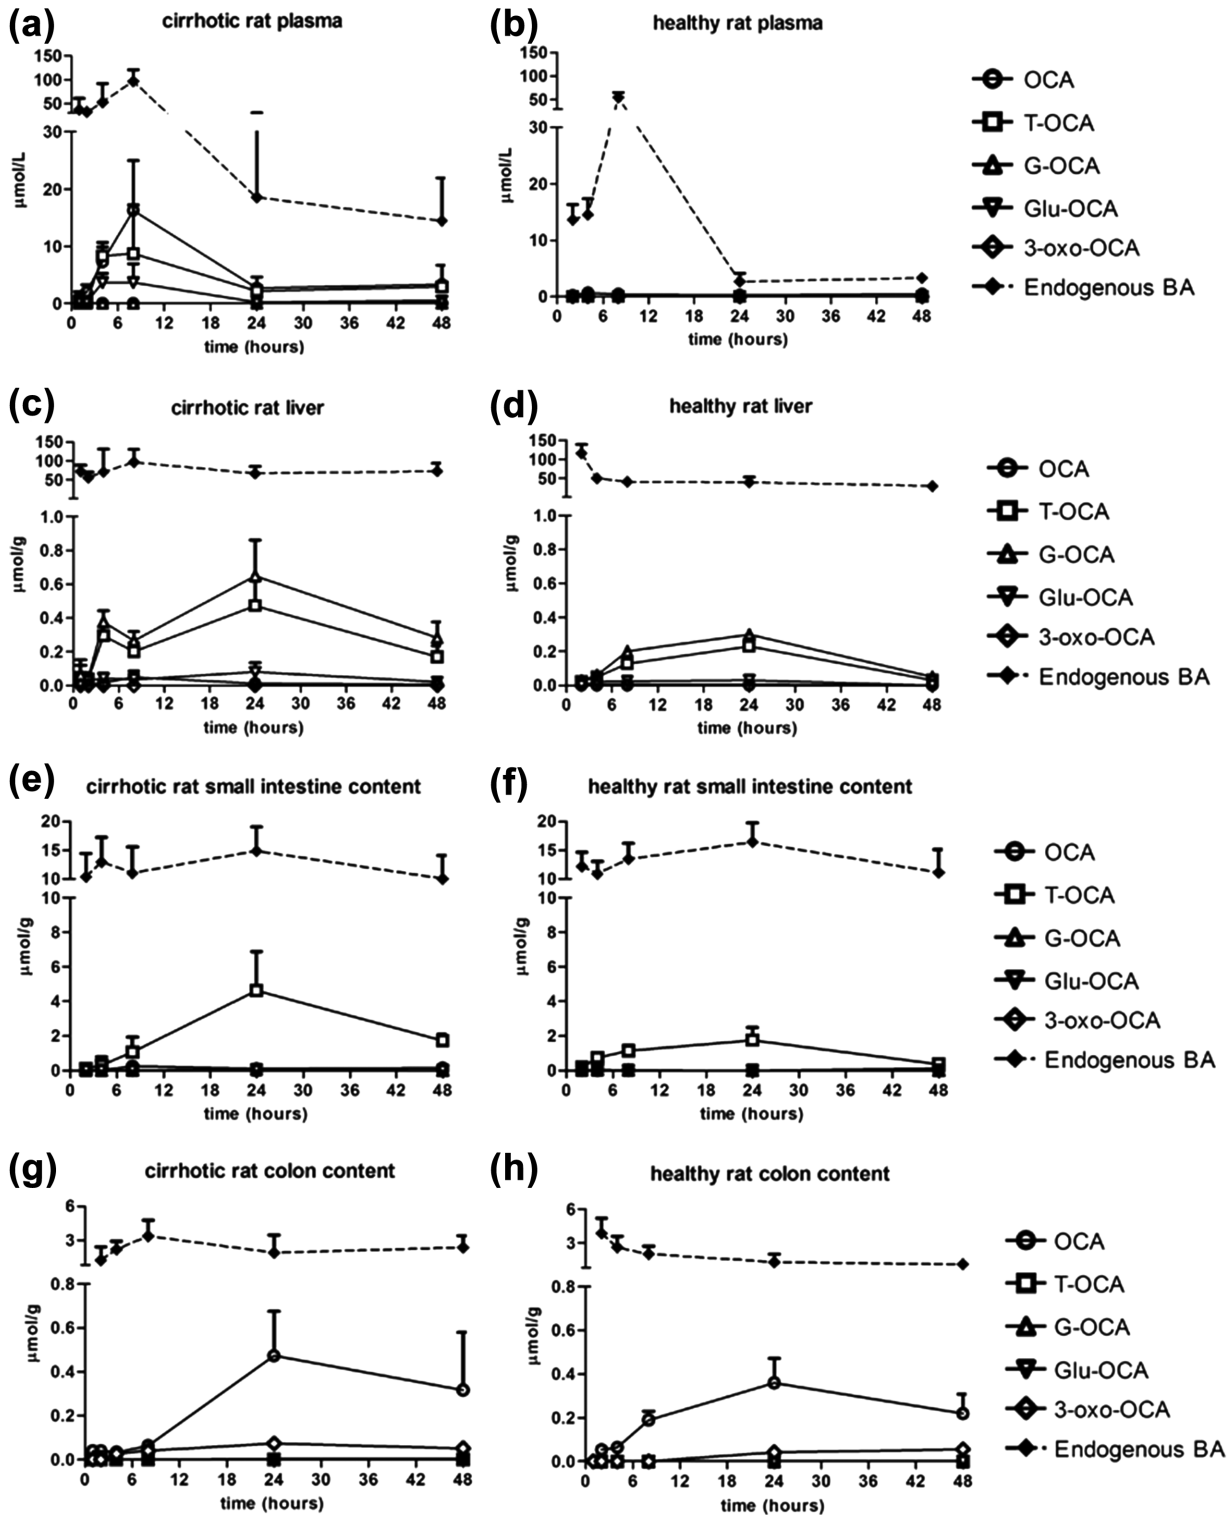 (a) cirrhotic rat plasma
150
100
50
30
20
10
0
µmol/L
0 6 12 18 24 30 36 42 48
time (hours)
(b) healthy rat plasma
150
100
50
30
20
10
0
µmol/L
0 6 12 18 24 30 36 42 48
time (hours)
OCA
T-OCA
G-OCA
Glu-OCA
3-oxo-OCA
Endogenous BA
(c) cirrhotic rat liver
150
100
50
1.0
0.8
0.6
0.4
0.2
0.0
µmol/g
0 6 12 18 24 30 36 42 48
time (hours)
(d) healthy rat liver
150
100
50
1.0
0.8
0.6
0.4
0.2
0.0
µmol/g
0 6 12 18 24 30 36 42 48
time (hours)
OCA
T-OCA
G-OCA
Glu-OCA
3-oxo-OCA
Endogenous BA
(e) cirrhotic rat small intestine content
20
15
10
10
8
6
4
2
0
µmol/g
0 6 12 18 24 30 36 42 48
time (hours)
(f) healthy rat small intestine content
20
15
10
10
8
6
4
2
0
µmol/g
0 6 12 18 24 30 36 42 48
time (hours)
OCA
T-OCA
G-OCA
Glu-OCA
3-oxo-OCA
Endogenous BA
(g) cirrhotic rat colon content
6
3
0.8
0.6
0.4
0.2
0.0
µmol/g
0 6 12 18 24 30 36 42 48
time (hours)
(h) healthy rat colon content
6
3
0.8
0.6
0.4
0.2
0.0
µmol/g
0 6 12 18 24 30 36 42 48
time (hours)
OCA
T-OCA
G-OCA
Glu-OCA
3-oxo-OCA
Endogenous BA